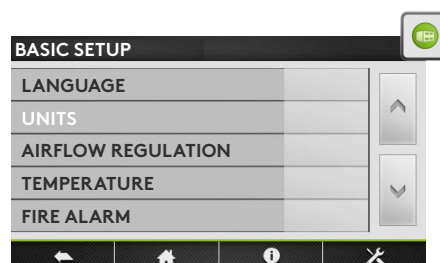 BASIC SETUP
LANGUAGE
UNITS
AIRFLOW REGULATION
TEMPERATURE
FIRE ALARM